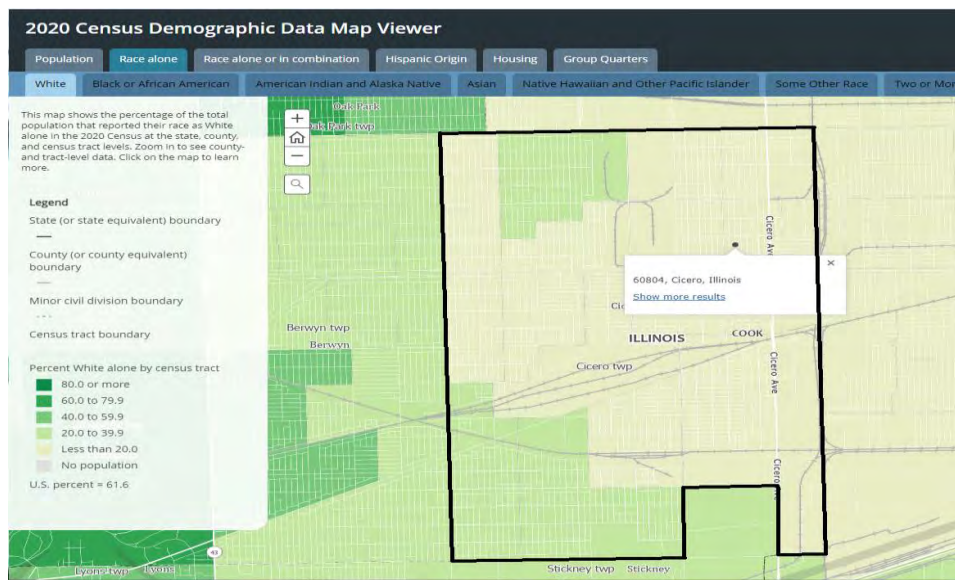 2020 Census Demographic Data Map Viewer
Population
Race alone
Race alone or in combination
Hispanic Origin
Housing
Group Quarters
White
Black or African American
American Indian and Alaska Native
Asian
Native Hawaiian and Other Pacific Islander
Some Other Race
Two or Mor
This map shows the percentage of the total
population that reported their race as White
alone in the 2020 Census at the state, county,
and census tract levels. Zoom in to see county-
and tract-level data. Click on the map to learn
more.
Legend
State (or state equivalent) boundary
County (or county equivalent)
boundary
Minor civil division boundary
Census tract boundary
Percent White alone by census tract
80.0 or more
60.0 to 79.9
40.0 to 59.9
20.0 to 39.9
Less than 20.0
No population
U.S. percent = 61.6
Oak Park
Oak Park twp
Cicero Ave
60804, Cicero, Illinois
Show more results
Berwyn twp
Berwyn
ILLINOIS
COOK
Cicero twp
Cicero Ave
43
Lyons twp
Lyons
Stickney twp
Stickney